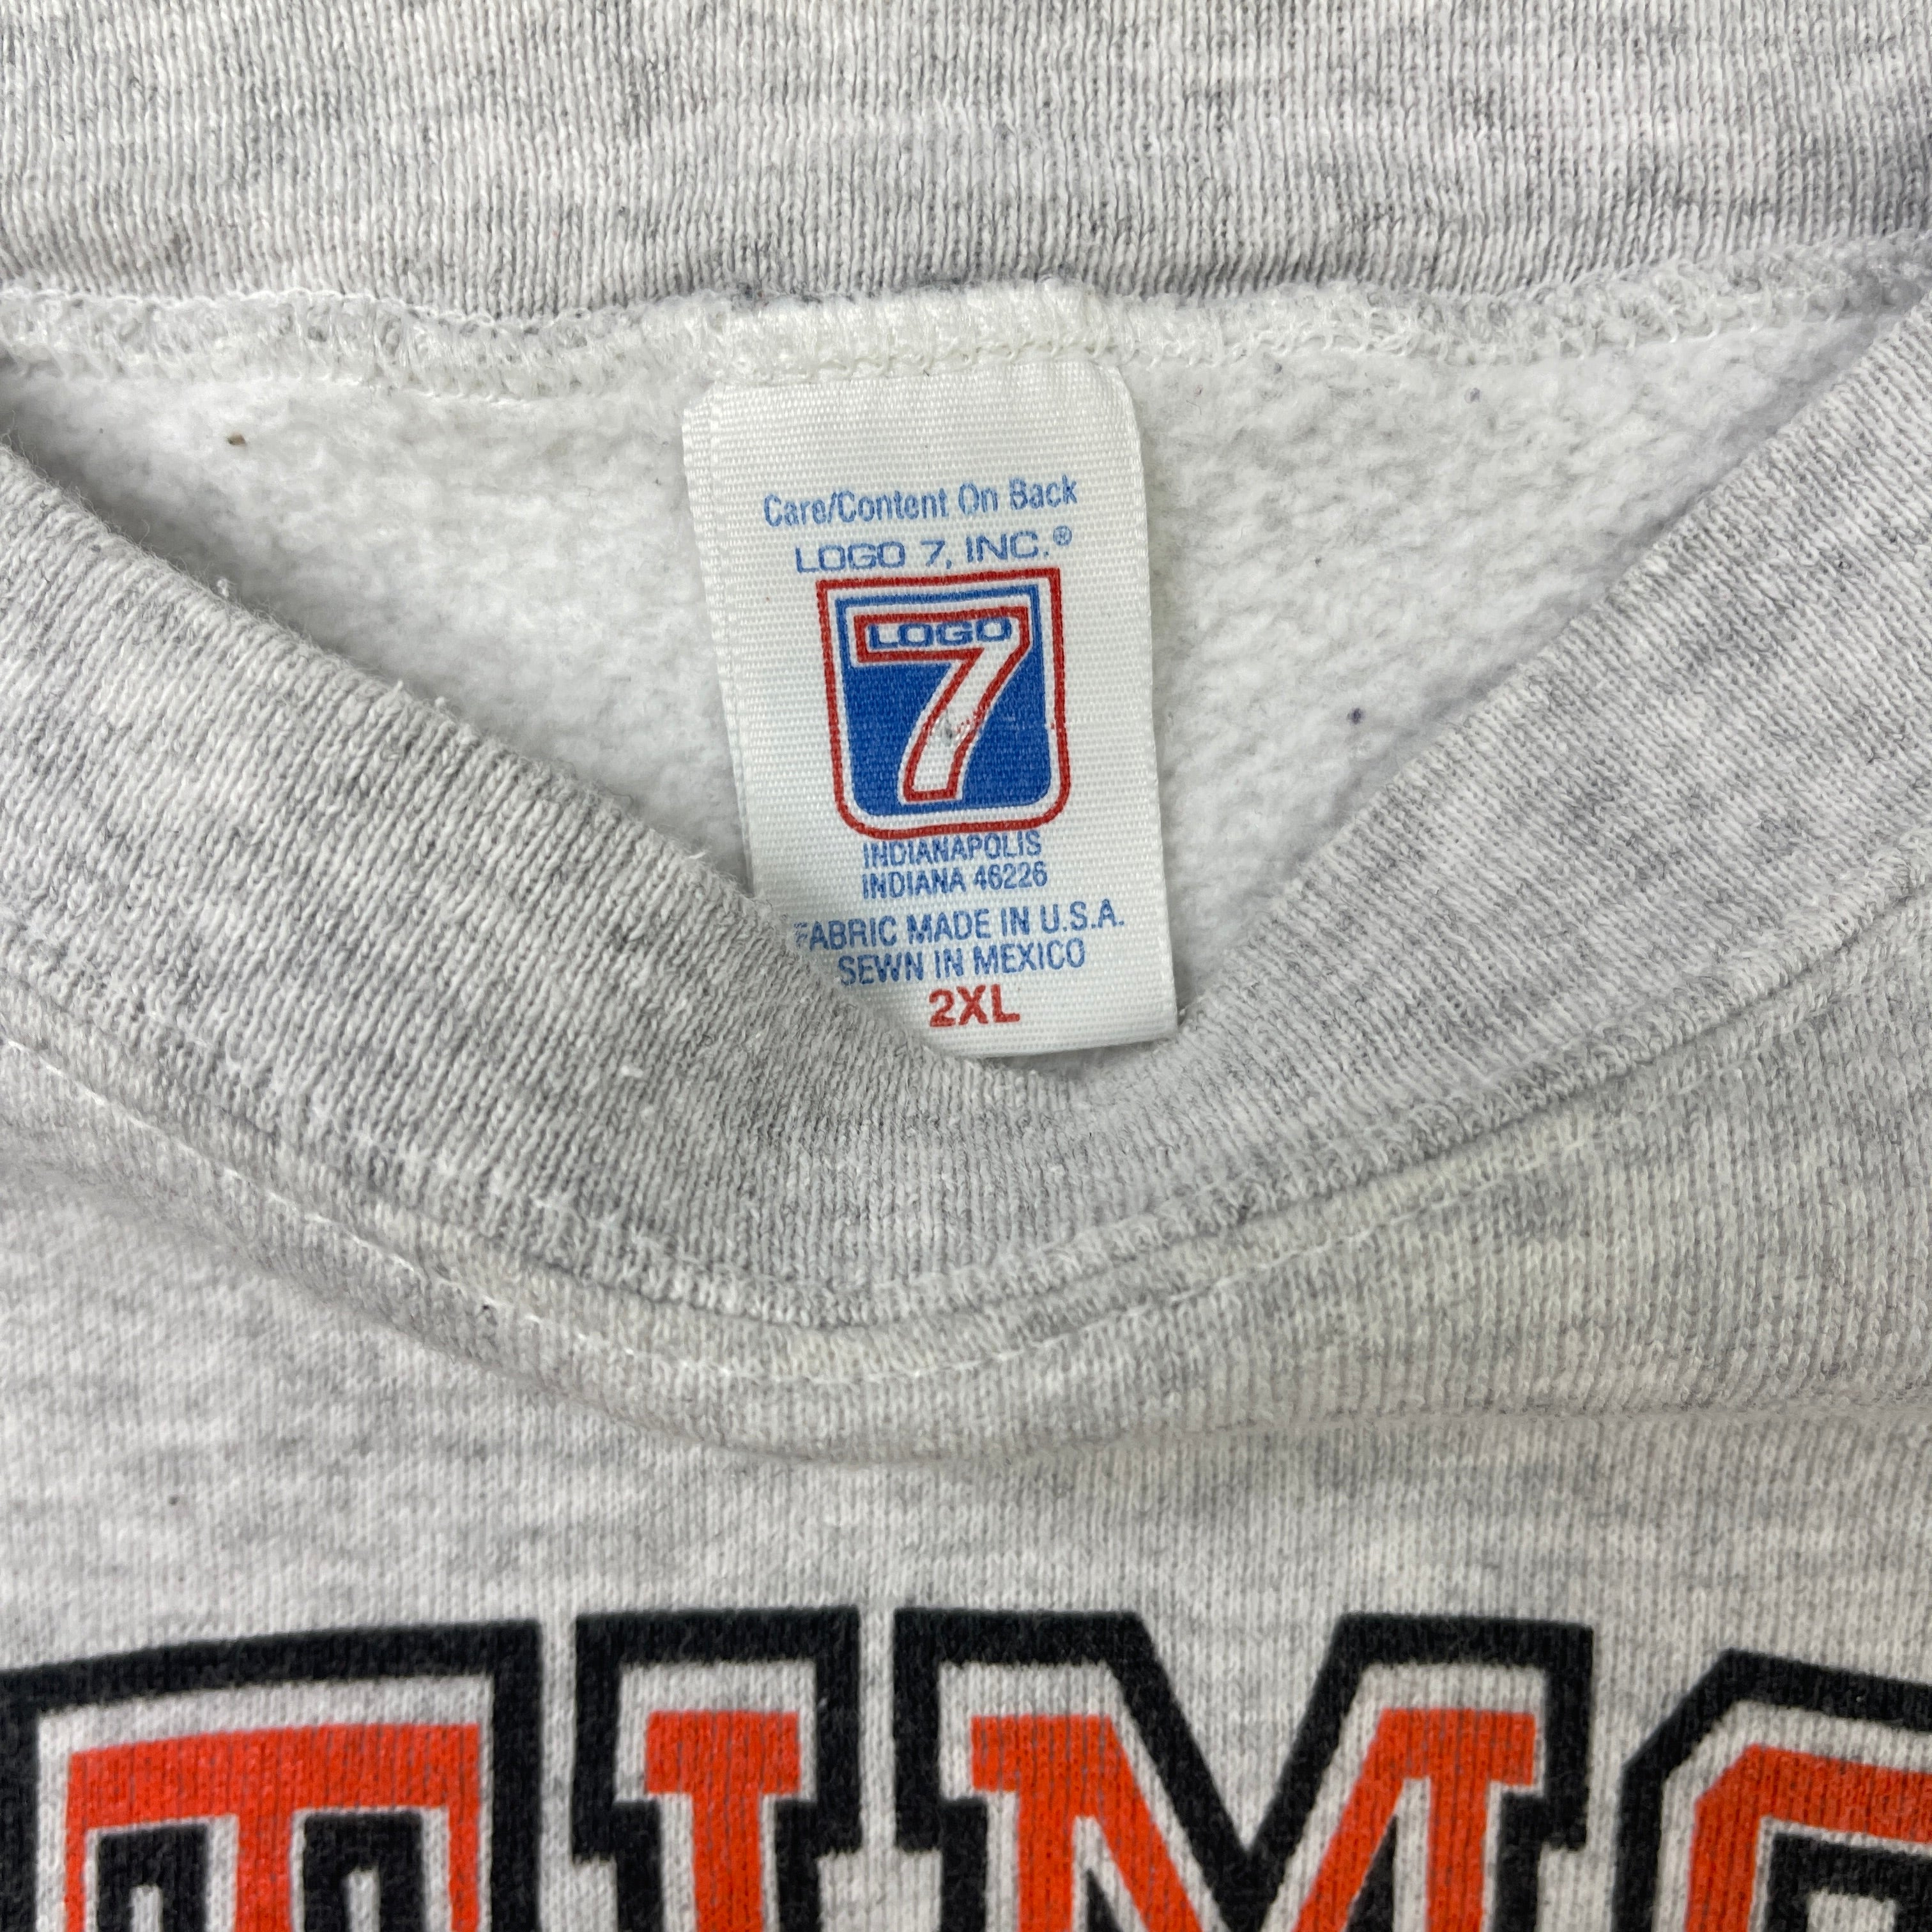 Care/Content On Back
LOGO 7, INC.®
LOGO
7
INDIANAPOLIS
INDIANA 46226
FABRIC MADE IN U.S.A.
SEWN IN MEXICO
2XL
TIMO